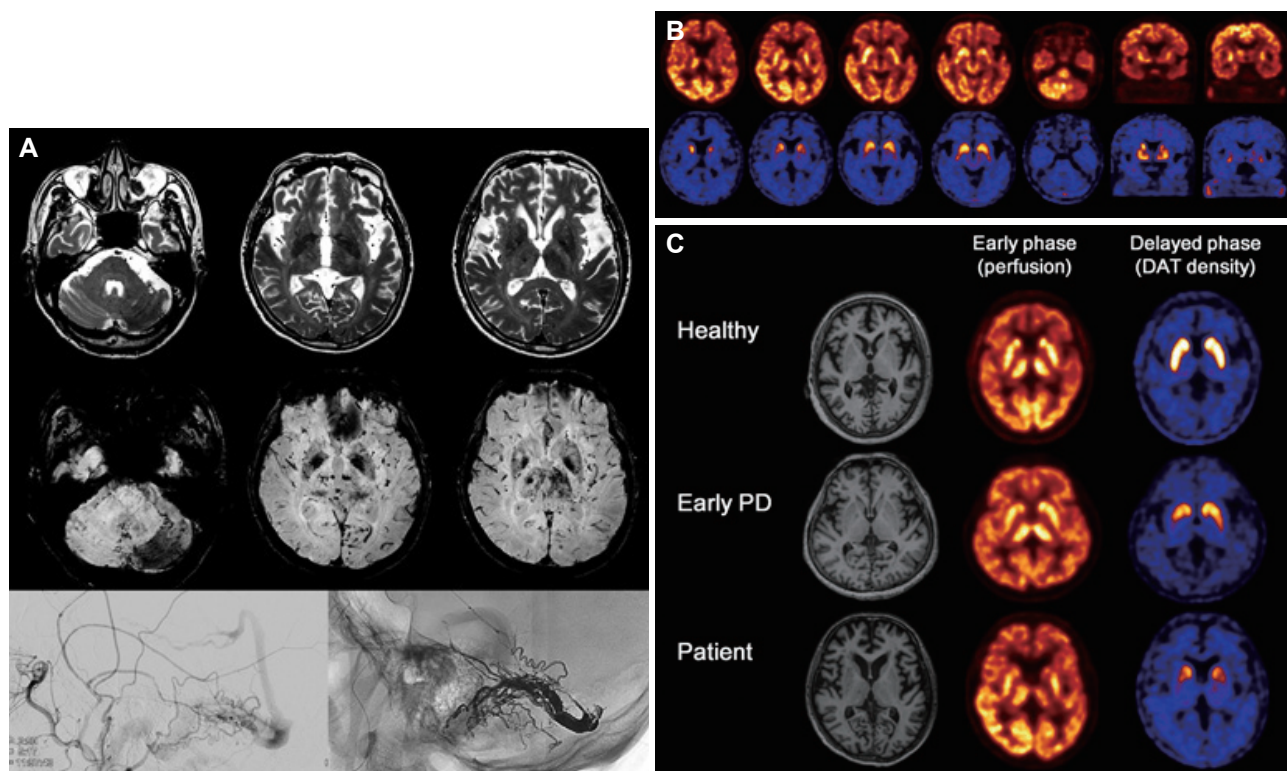 A
B
C
Early phase
(perfusion)
Delayed phase
(DAT density)
Healthy
Early PD
Patient